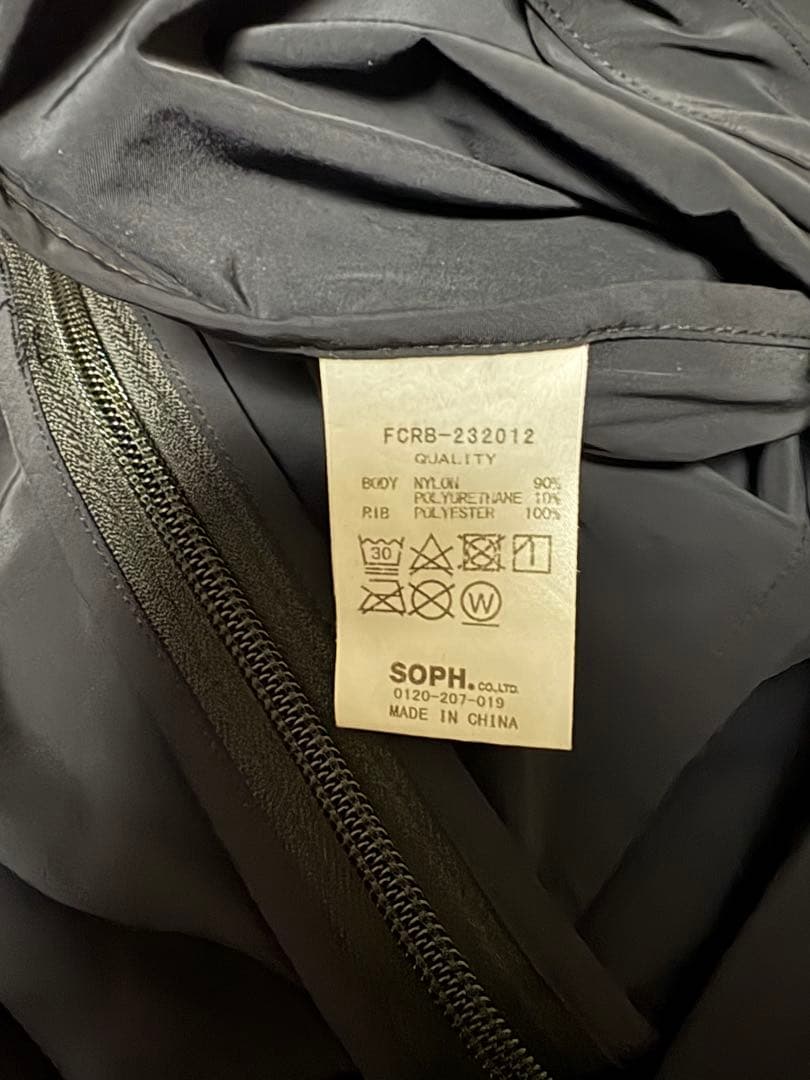 FCRB-232012
QUALITY
BODY NYLON 90%
POLYURETHANE 10%
RIB POLYESTER 100%
30
W
SOPH. CO.,LTD.
0120-207-019
MADE IN CHINA